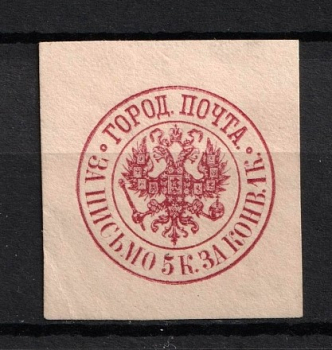 ГОРОД. ПОЧТА.
ЗА ПИСЬМО 5 К. ЗА КОНВ. 1 К.